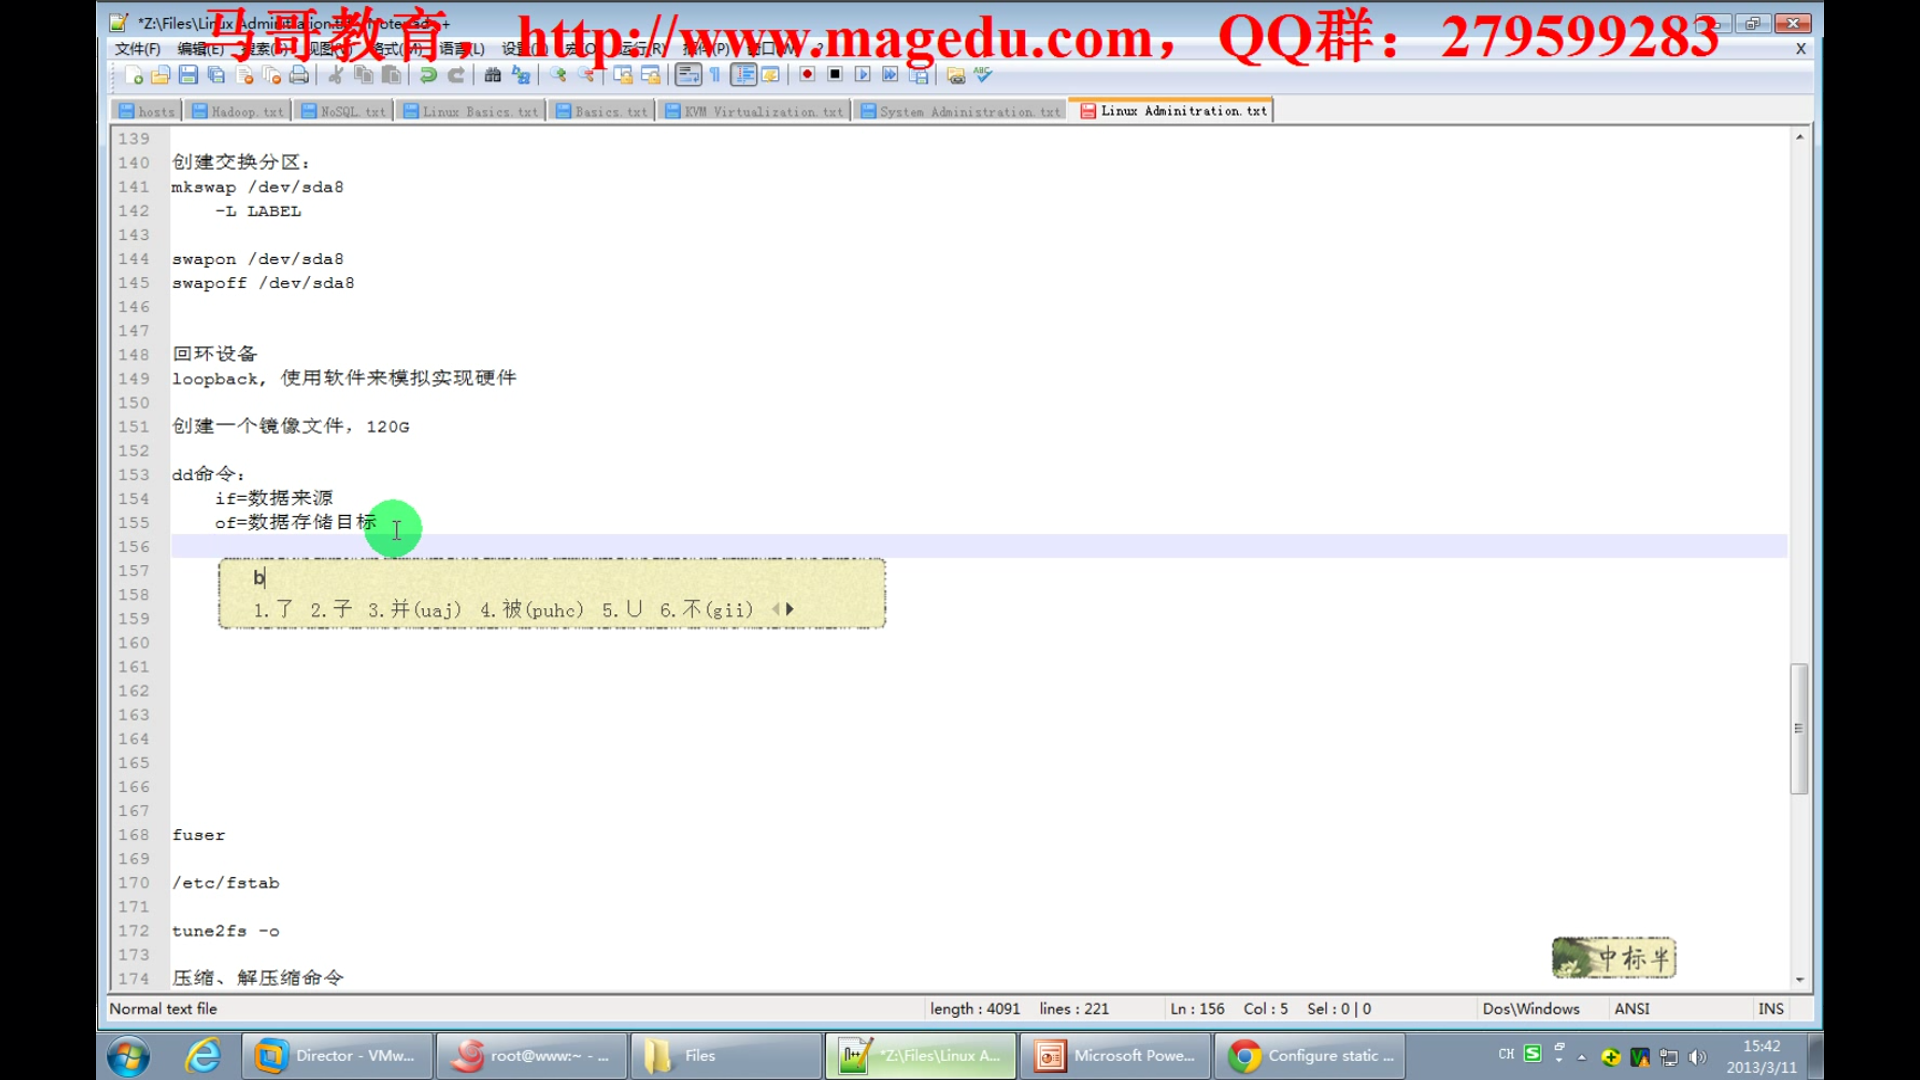 *Z:\Files\Linux Adminitration.txt - Notepad++
马哥教育，http://www.magedu.com，QQ群：279599283
文件(F) 编辑(E) 搜索(S) 视图(V) 格式(M) 语言(L) 设置(T) 宏(O) 运行(R) 插件(P) 窗口(W) ? X
hosts Hadoop.txt NoSQL.txt Linux Basics.txt Basics.txt KVM Virtualization.txt System Administration.txt Linux Adminitration.txt
139
140 创建交换分区：
141 mkswap /dev/sda8
142 -L LABEL
143
144 swapon /dev/sda8
145 swapoff /dev/sda8
146
147
148 回环设备
149 loopback, 使用软件来模拟实现硬件
150
151 创建一个镜像文件，120G
152
153 dd命令：
154 if=数据来源
155 of=数据存储目标
156
157 b
158
1.了 2.子 3.并(uaj) 4.被(puhc) 5.凵 6.不(gii)
159
160
161
162
163
164
165
166
167
168 fuser
169
170 /etc/fstab
171
172 tune2fs -o
173
174 压缩、解压缩命令
中标半
Normal text file length : 4091 lines : 221 Ln : 156 Col : 5 Sel : 0 | 0 Dos\Windows ANSI INS
Director - VMw... root@www:~ - ... Files *Z:\Files\Linux A... Microsoft Powe... Configure static ... CH S 15:42
2013/3/11